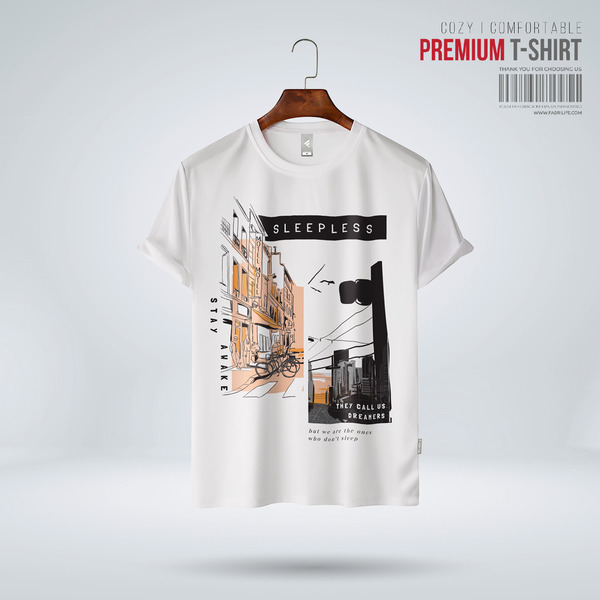 COZY | COMFORTABLE
PREMIUM T-SHIRT
THANK YOU FOR CHOOSING US
WWW.FABRILIFE.COM
SLEEPLESS
STAY AWAKE
THEY CALL US
DREAMERS
but we are the ones
who don't sleep